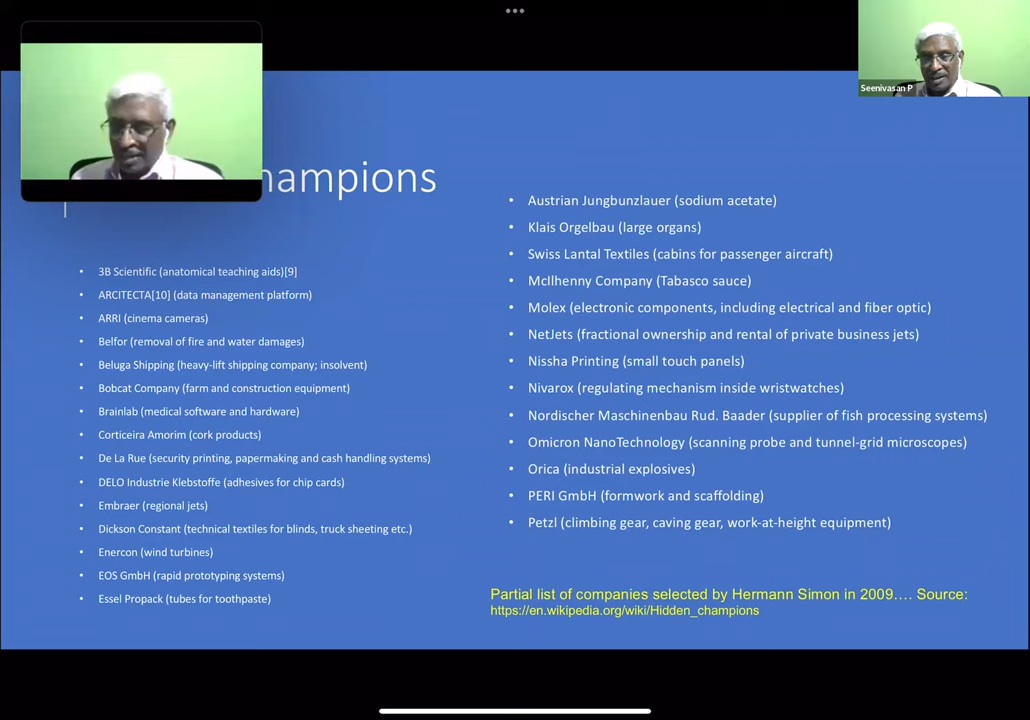 Seenivasan P
hampions
3B Scientific (anatomical teaching aids)[9]
ARCITECTA[10] (data management platform)
ARRI (cinema cameras)
Belfor (removal of fire and water damages)
Beluga Shipping (heavy-lift shipping company; insolvent)
Bobcat Company (farm and construction equipment)
Brainlab (medical software and hardware)
Corticeira Amorim (cork products)
De La Rue (security printing, papermaking and cash handling systems)
DELO Industrie Klebstoffe (adhesives for chip cards)
Embraer (regional jets)
Dickson Constant (technical textiles for blinds, truck sheeting etc.)
Enercon (wind turbines)
EOS GmbH (rapid prototyping systems)
Essel Propack (tubes for toothpaste)
Austrian Jungbunzlauer (sodium acetate)
Klais Orgelbau (large organs)
Swiss Lantal Textiles (cabins for passenger aircraft)
McIlhenny Company (Tabasco sauce)
Molex (electronic components, including electrical and fiber optic)
NetJets (fractional ownership and rental of private business jets)
Nissha Printing (small touch panels)
Nivarox (regulating mechanism inside wristwatches)
Nordischer Maschinenbau Rud. Baader (supplier of fish processing systems)
Omicron NanoTechnology (scanning probe and tunnel-grid microscopes)
Orica (industrial explosives)
PERI GmbH (formwork and scaffolding)
Petzl (climbing gear, caving gear, work-at-height equipment)
Partial list of companies selected by Hermann Simon in 2009.... Source:
https://en.wikipedia.org/wiki/Hidden_champions